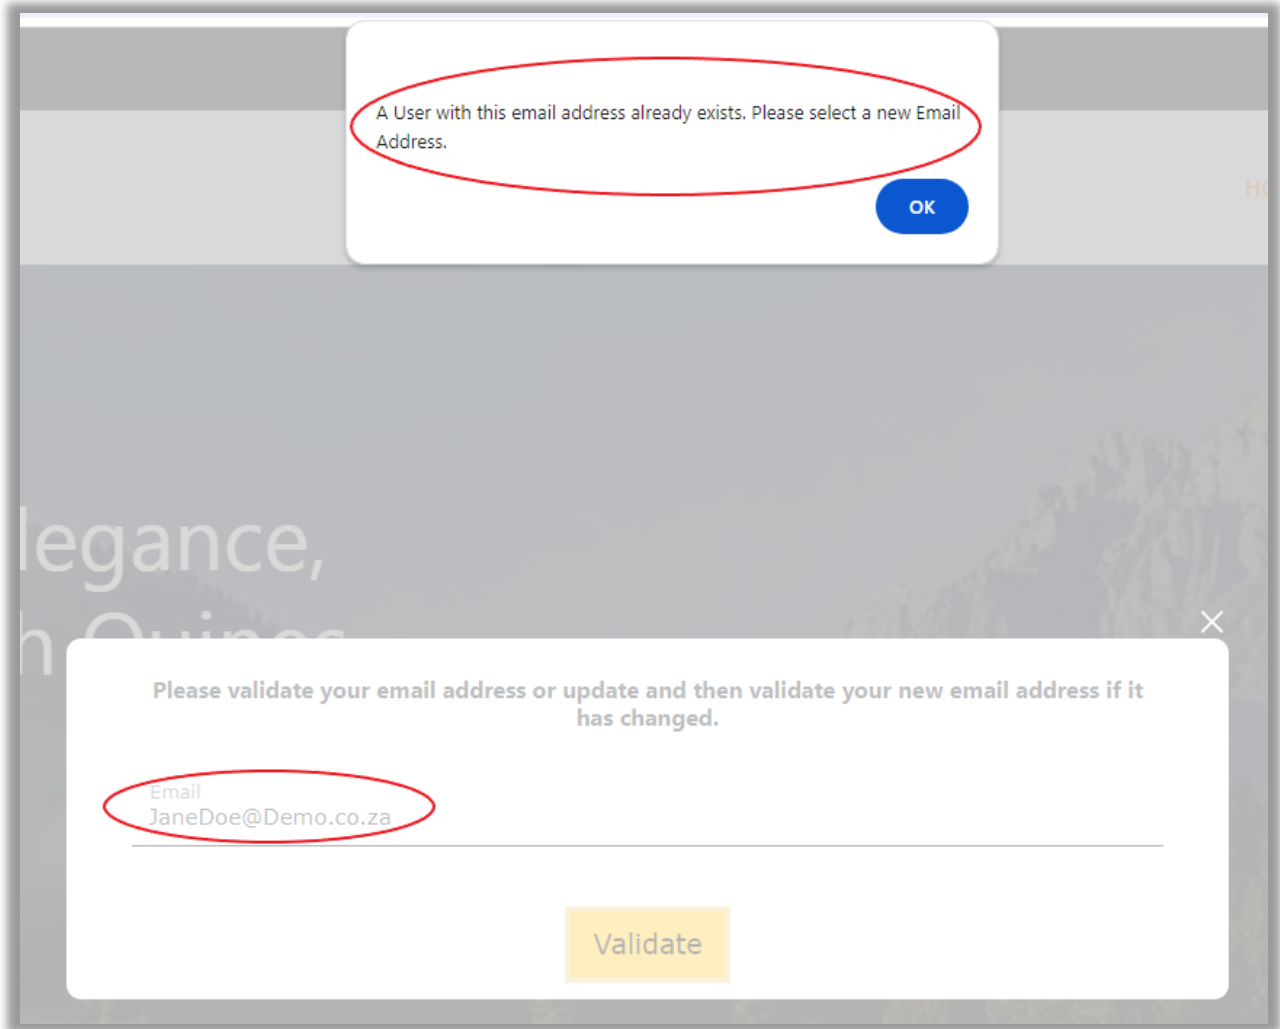 A User with this email address already exists. Please select a new Email
Address.
OK
legance,
h
Please validate your email address or update and then validate your new email address if it
has changed.
Email
JaneDoe@Demo.co.za
Validate